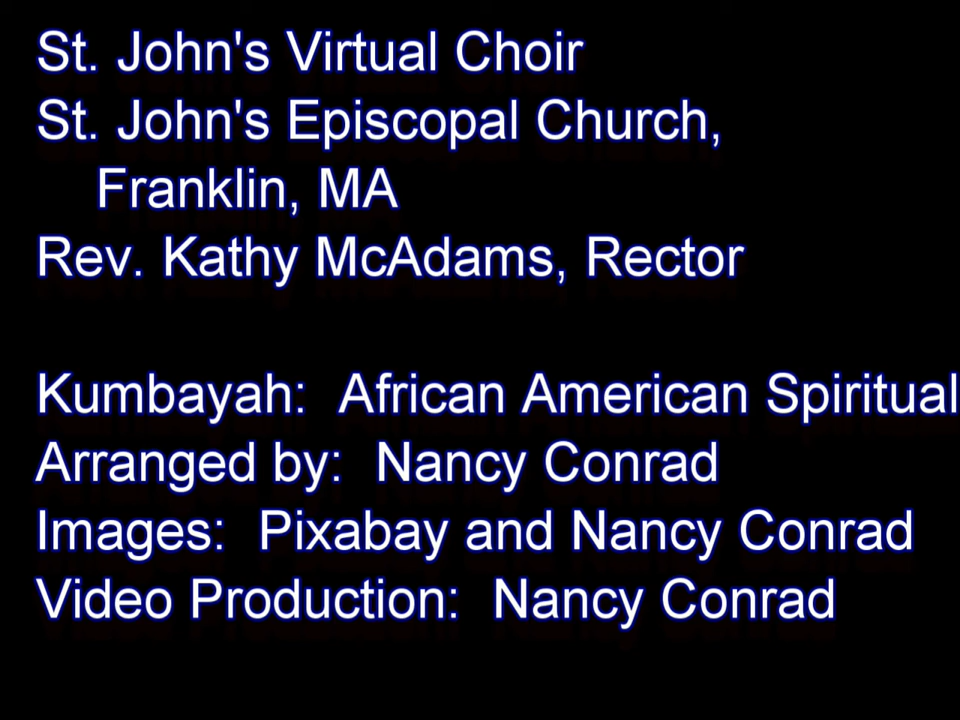 St. John's Virtual Choir
St. John's Episcopal Church,
Franklin, MA
Rev. Kathy McAdams, Rector
Kumbayah: African American Spiritual
Arranged by: Nancy Conrad
Images: Pixabay and Nancy Conrad
Video Production: Nancy Conrad